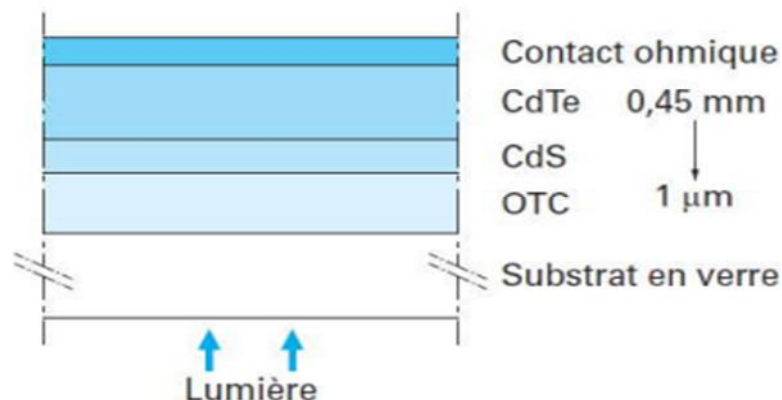 Contact ohmique
CdTe 0,45 mm
CdS
OTC 1 µm
Substrat en verre
Lumière